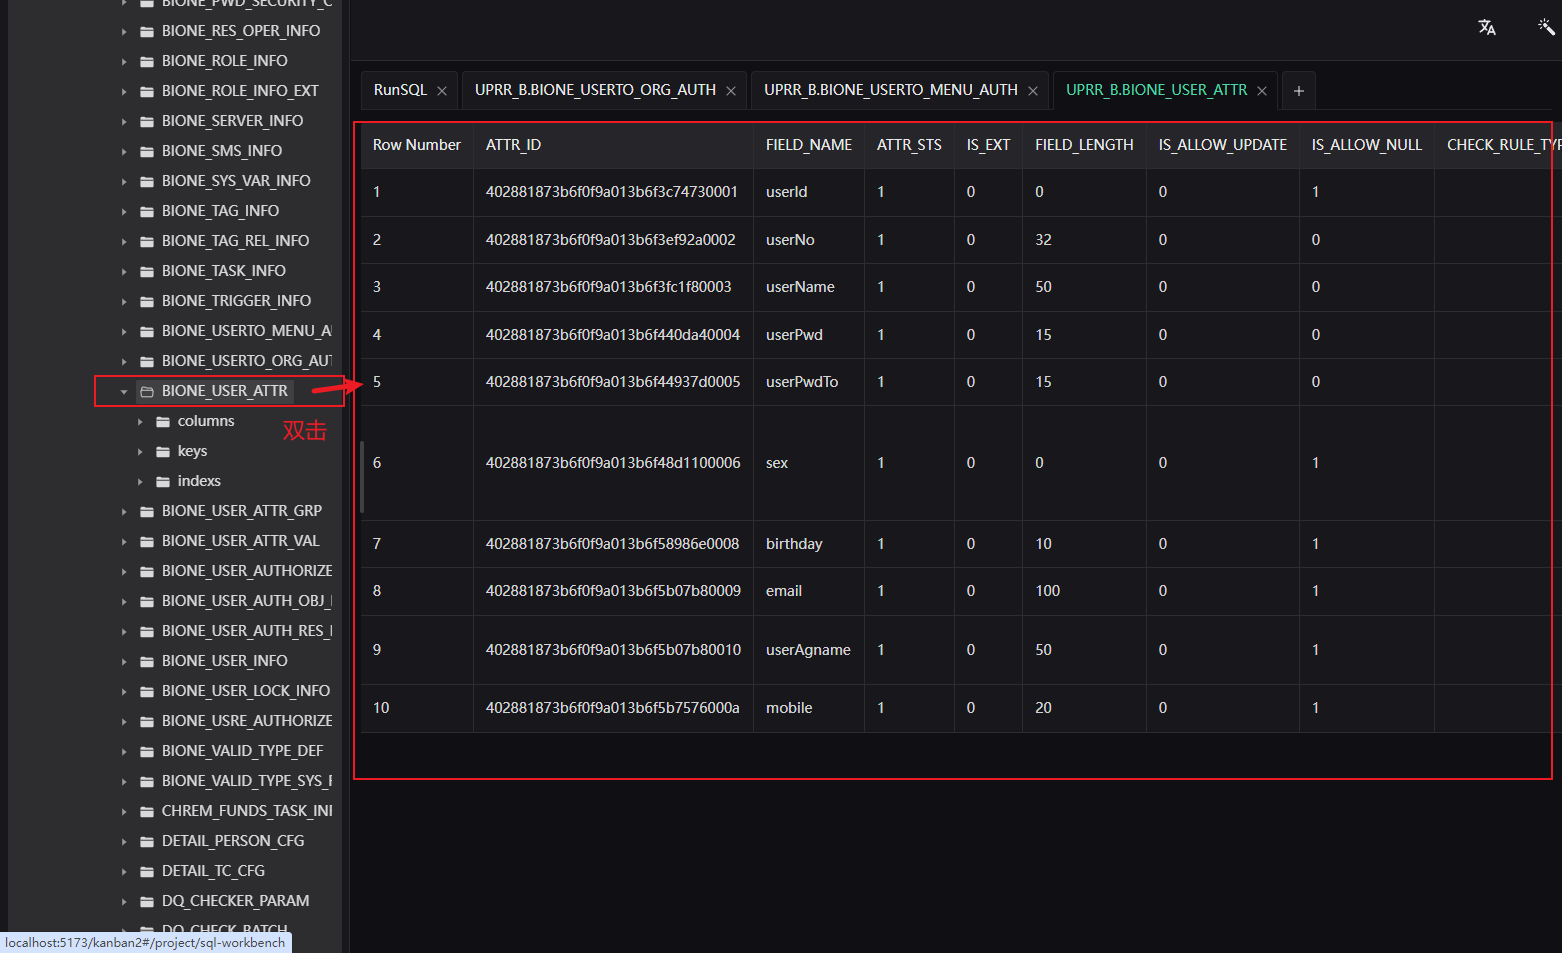 BIONE_PWD_SECURITY_C
BIONE_RES_OPER_INFO
BIONE_ROLE_INFO
BIONE_ROLE_INFO_EXT
BIONE_SERVER_INFO
BIONE_SMS_INFO
BIONE_SYS_VAR_INFO
BIONE_TAG_INFO
BIONE_TAG_REL_INFO
BIONE_TASK_INFO
BIONE_TRIGGER_INFO
BIONE_USERTO_MENU_A
BIONE_USERTO_ORG_AUT
BIONE_USER_ATTR
双击
columns
keys
indexs
BIONE_USER_ATTR_GRP
BIONE_USER_ATTR_VAL
BIONE_USER_AUTHORIZE
BIONE_USER_AUTH_OBJ_
BIONE_USER_AUTH_RES_
BIONE_USER_INFO
BIONE_USER_LOCK_INFO
BIONE_USRE_AUTHORIZE
BIONE_VALID_TYPE_DEF
BIONE_VALID_TYPE_SYS_
CHREM_FUNDS_TASK_INI
DETAIL_PERSON_CFG
DETAIL_TC_CFG
DQ_CHECKER_PARAM
DQ_CHECK_BATCH
localhost:5173/kanban2#/project/sql-workbench
RunSQL × UPRR_B.BIONE_USERTO_ORG_AUTH × UPRR_B.BIONE_USERTO_MENU_AUTH × UPRR_B.BIONE_USER_ATTR × +
Row Number ATTR_ID FIELD_NAME ATTR_STS IS_EXT FIELD_LENGTH IS_ALLOW_UPDATE IS_ALLOW_NULL CHECK_RULE_TYP
1 402881873b6f0f9a013b6f3c74730001 userId 1 0 0 0 1
2 402881873b6f0f9a013b6f3ef92a0002 userNo 1 0 32 0 0
3 402881873b6f0f9a013b6f3fc1f80003 userName 1 0 50 0 0
4 402881873b6f0f9a013b6f440da40004 userPwd 1 0 15 0 0
5 402881873b6f0f9a013b6f44937d0005 userPwdTo 1 0 15 0 0
6 402881873b6f0f9a013b6f48d1100006 sex 1 0 0 0 1
7 402881873b6f0f9a013b6f58986e0008 birthday 1 0 10 0 1
8 402881873b6f0f9a013b6f5b07b80009 email 1 0 100 0 1
9 402881873b6f0f9a013b6f5b07b80010 userAgname 1 0 50 0 1
10 402881873b6f0f9a013b6f5b7576000a mobile 1 0 20 0 1